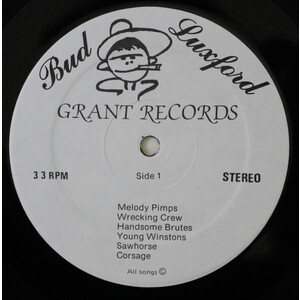 Bud Luxford
GRANT RECORDS
33 RPM Side 1 STEREO
Melody Pimps
Wrecking Crew
Handsome Brutes
Young Winstons
Sawhorse
Corsage
All songs ©